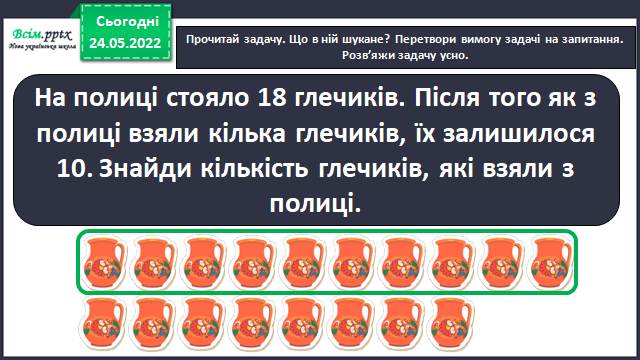 Всім.pptx
Нова українська школа
Сьогодні
24.05.2022
Прочитай задачу. Що в ній шукане? Перетвори вимогу задачі на запитання.
Розв’яжи задачу усно.
На полиці стояло 18 глечиків. Після того як з
полиці взяли кілька глечиків, їх залишилося
10. Знайди кількість глечиків, які взяли з
полиці.